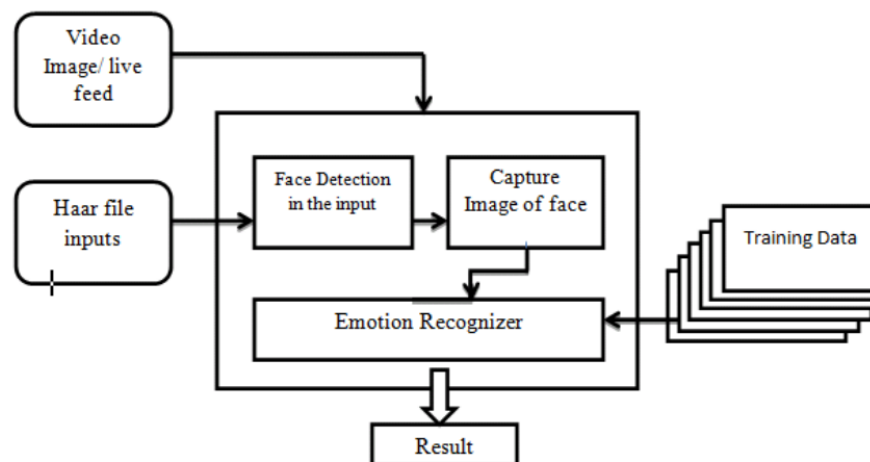 Video
Image/ live
feed
Haar file
inputs
Face Detection
in the input
Capture
Image of face
Training Data
Emotion Recognizer
Result